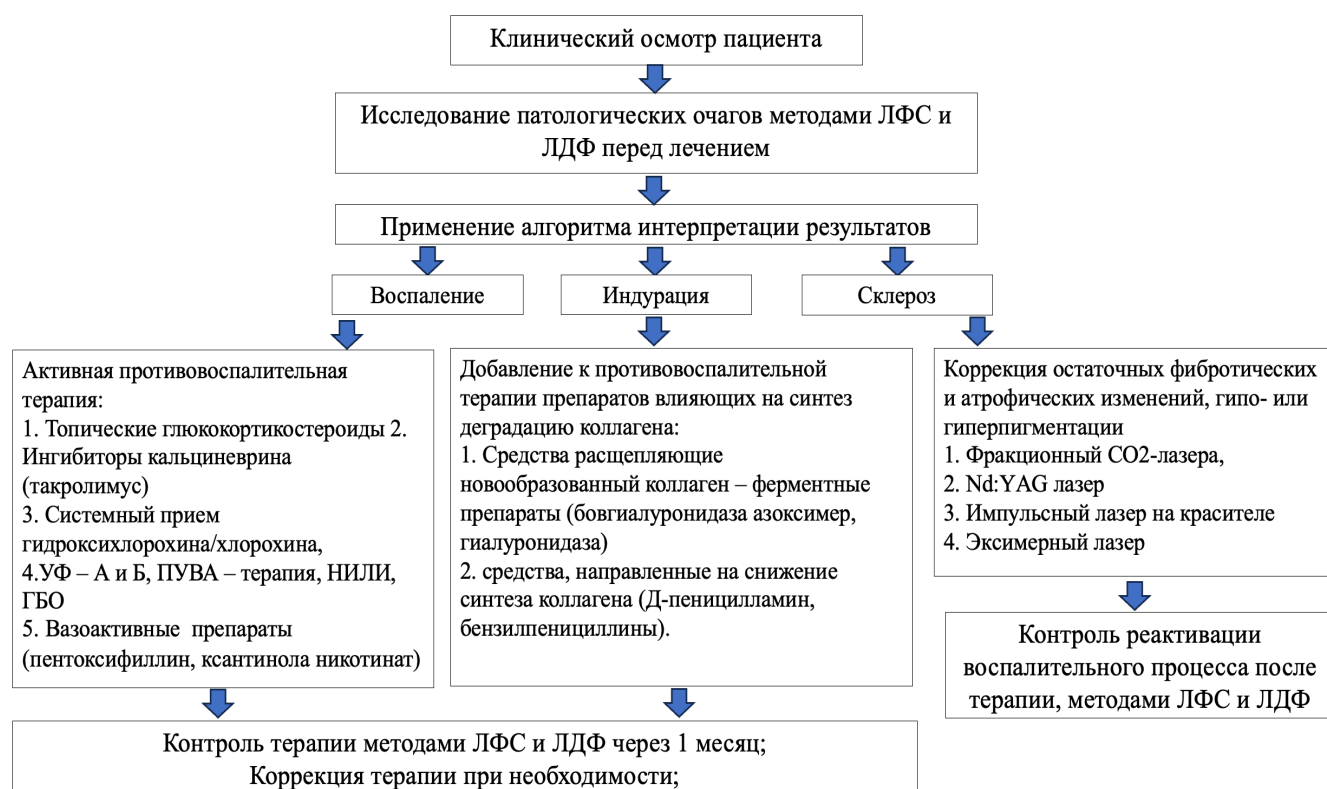 Клинический осмотр пациента
Исследование патологических очагов методами ЛФС и
ЛДФ перед лечением
Применение алгоритма интерпретации результатов
Воспаление
Индурация
Склероз
Активная противовоспалительная
терапия:
1. Топические глюкокортикостероиды 2.
Ингибиторы кальциневрина
(такролимус)
3. Системный прием
гидроксихлорохина/хлорохина,
4.УФ – А и Б, ПУВА – терапия, НИЛИ,
ГБО
5. Вазоактивные препараты
(пентоксифиллин, ксантинола никотинат)
Добавление к противовоспалительной
терапии препаратов влияющих на синтез
деградацию коллагена:
1. Средства расщепляющие
новообразованный коллаген – ферментные
препараты (бовгиалуронидаза азоксимер,
гиалуронидаза)
2. средства, направленные на снижение
синтеза коллагена (Д-пеницилламин,
бензилпенициллины).
Коррекция остаточных фибротических
и атрофических изменений, гипо- или
гиперпигментации
1. Фракционный CO2-лазера,
2. Nd:YAG лазер
3. Импульсный лазер на красителе
4. Эксимерный лазер
Контроль реактивации
воспалительного процесса после
терапии, методами ЛФС и ЛДФ
Контроль терапии методами ЛФС и ЛДФ через 1 месяц;
Коррекция терапии при необходимости;